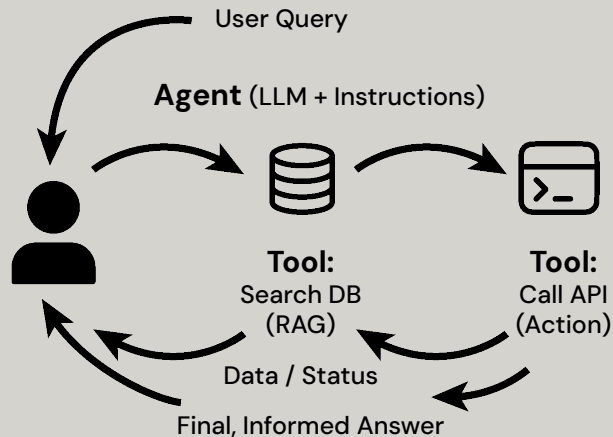 User Query
Agent (LLM + Instructions)
Tool:
Search DB
(RAG)
Tool:
Call API
(Action)
Data / Status
Final, Informed Answer